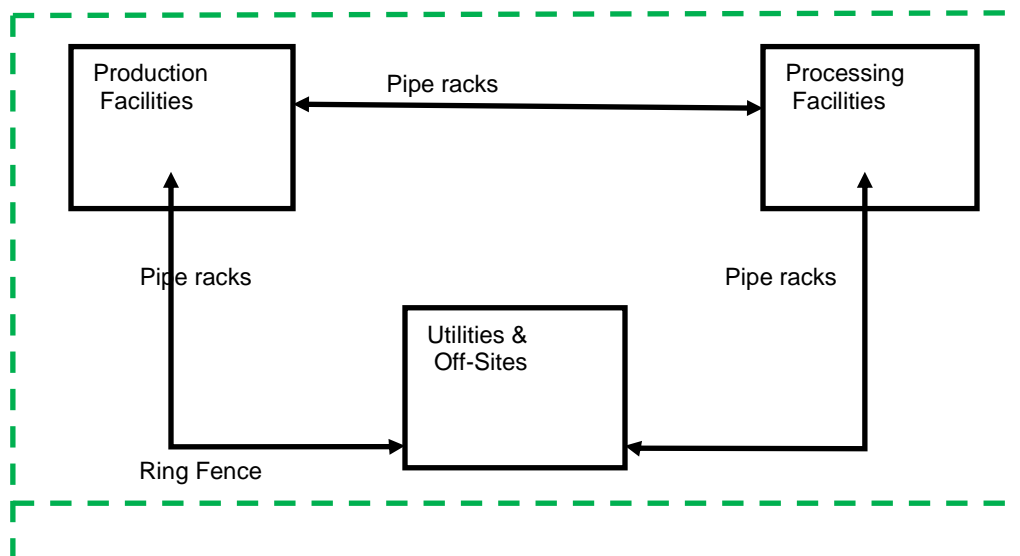 Production
Facilities
Pipe racks
Processing
Facilities
Pipe racks
Pipe racks
Utilities &
Off-Sites
Ring Fence